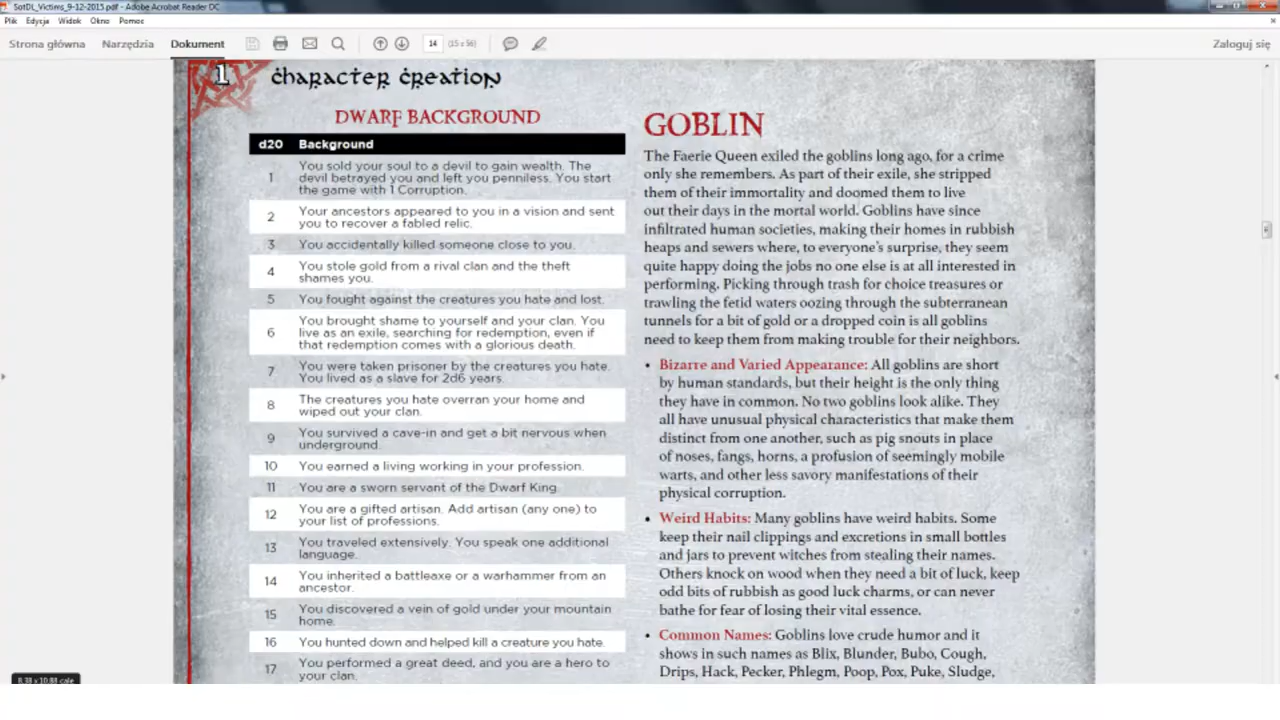 SotDL_Victims_9-12-2015.pdf - Adobe Acrobat Reader DC
Plik Edycja Widok Okno Pomoc
Strona główna Narzędzia Dokument 14 (15 z 56) Zaloguj się
1 Character Creation
DWARF BACKGROUND
d20 Background
1 You sold your soul to a devil to gain wealth. The
devil betrayed you and left you penniless. You start
the game with 1 Corruption.
2 Your ancestors appeared to you in a vision and sent
you to recover a fabled relic.
3 You accidentally killed someone close to you.
4 You stole gold from a rival clan and the theft
shames you.
5 You fought against the creatures you hate and lost.
6 You brought shame to yourself and your clan. You
live as an exile, searching for redemption, even if
that redemption comes with a glorious death.
7 You were taken prisoner by the creatures you hate.
You lived as a slave for 2d6 years.
8 The creatures you hate overran your home and
wiped out your clan.
9 You survived a cave-in and get a bit nervous when
underground.
10 You earned a living working in your profession.
11 You are a sworn servant of the Dwarf King.
12 You are a gifted artisan. Add artisan (any one) to
your list of professions.
13 You traveled extensively. You speak one additional
language.
14 You inherited a battleaxe or a warhammer from an
ancestor.
15 You discovered a vein of gold under your mountain
home.
16 You hunted down and helped kill a creature you hate.
17 You performed a great deed, and you are a hero to
your clan.
8,38 x 10,88 cale
GOBLIN
The Faerie Queen exiled the goblins long ago, for a crime
only she remembers. As part of their exile, she stripped
them of their immortality and doomed them to live
out their days in the mortal world. Goblins have since
infiltrated human societies, making their homes in rubbish
heaps and sewers where, to everyone's surprise, they seem
quite happy doing the jobs no one else is at all interested in
performing. Picking through trash for choice treasures or
trawling the fetid waters oozing through the subterranean
tunnels for a bit of gold or a dropped coin is all goblins
need to keep them from making trouble for their neighbors.
• Bizarre and Varied Appearance: All goblins are short
by human standards, but their height is the only thing
they have in common. No two goblins look alike. They
all have unusual physical characteristics that make them
distinct from one another, such as pig snouts in place
of noses, fangs, horns, a profusion of seemingly mobile
warts, and other less savory manifestations of their
physical corruption.
• Weird Habits: Many goblins have weird habits. Some
keep their nail clippings and excretions in small bottles
and jars to prevent witches from stealing their names.
Others knock on wood when they need a bit of luck, keep
odd bits of rubbish as good luck charms, or can never
bathe for fear of losing their vital essence.
• Common Names: Goblins love crude humor and it
shows in such names as Blix, Blunder, Bubo, Cough,
Drips, Hack, Pecker, Phlegm, Poop, Pox, Puke, Sludge,